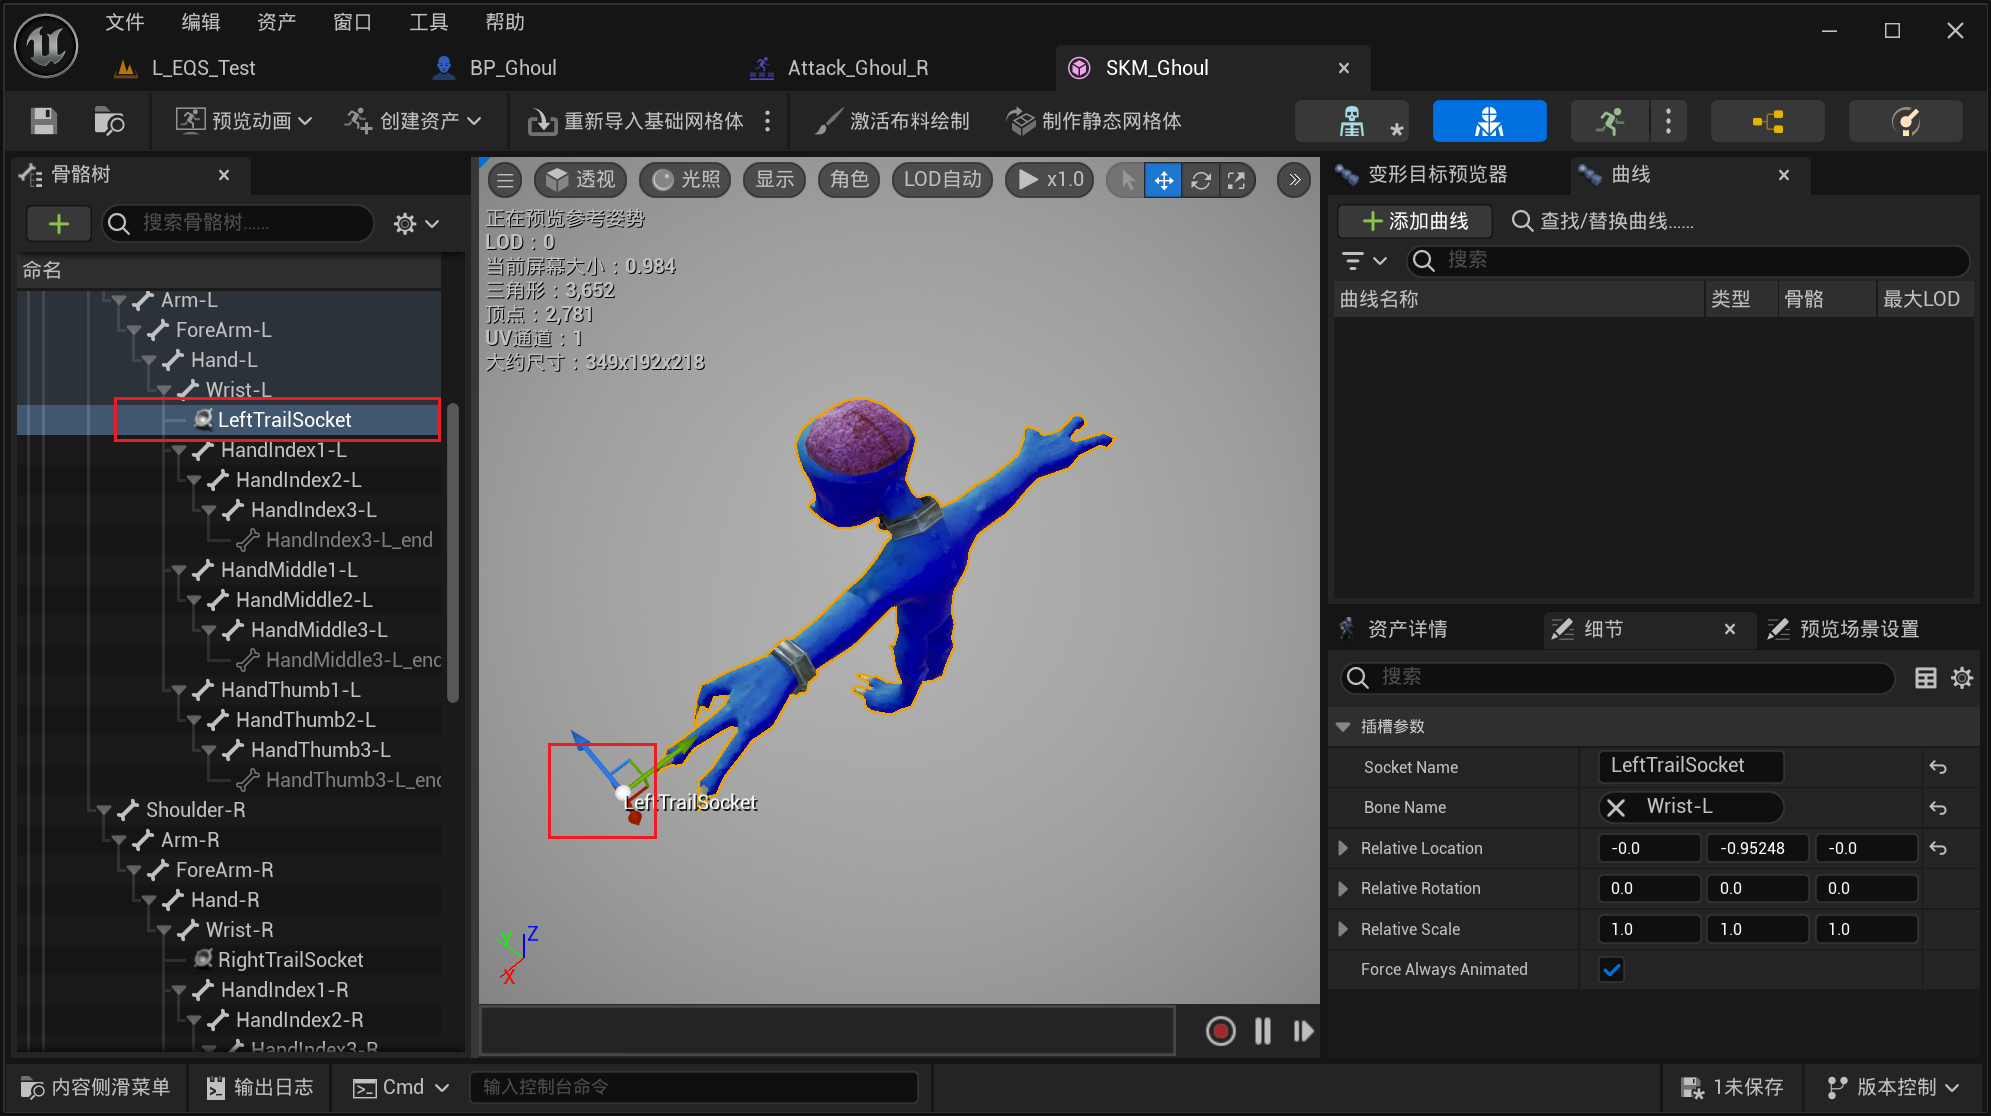 文件 编辑 资产 窗口 工具 帮助
L_EQS_Test BP_Ghoul Attack_Ghoul_R SKM_Ghoul
预览动画 创建资产 重新导入基础网格体 激活布料绘制 制作静态网格体
骨骼树
搜索骨骼树......
命名
Arm-L
ForeArm-L
Hand-L
Wrist-L
LeftTrailSocket
HandIndex1-L
HandIndex2-L
HandIndex3-L
HandIndex3-L_end
HandMiddle1-L
HandMiddle2-L
HandMiddle3-L
HandMiddle3-L_end
HandThumb1-L
HandThumb2-L
HandThumb3-L
HandThumb3-L_end
Shoulder-R
Arm-R
ForeArm-R
Hand-R
Wrist-R
RightTrailSocket
HandIndex1-R
HandIndex2-R
HandIndex3-R
透视 光照 显示 角色 LOD自动 x1.0
正在预览参考姿势
LOD：0
当前屏幕大小：0.984
三角形：3,652
顶点：2,781
UV通道：1
大约尺寸：349x192x218
LeftTrailSocket
Y Z
X
变形目标预览器 曲线
添加曲线 查找/替换曲线......
搜索
曲线名称 类型 骨骼 最大LOD
资产详情 细节 预览场景设置
搜索
插槽参数
Socket Name LeftTrailSocket
Bone Name Wrist-L
Relative Location -0.0 -0.95248 -0.0
Relative Rotation 0.0 0.0 0.0
Relative Scale 1.0 1.0 1.0
Force Always Animated
内容侧滑菜单 输出日志 Cmd 输入控制台命令 1未保存 版本控制